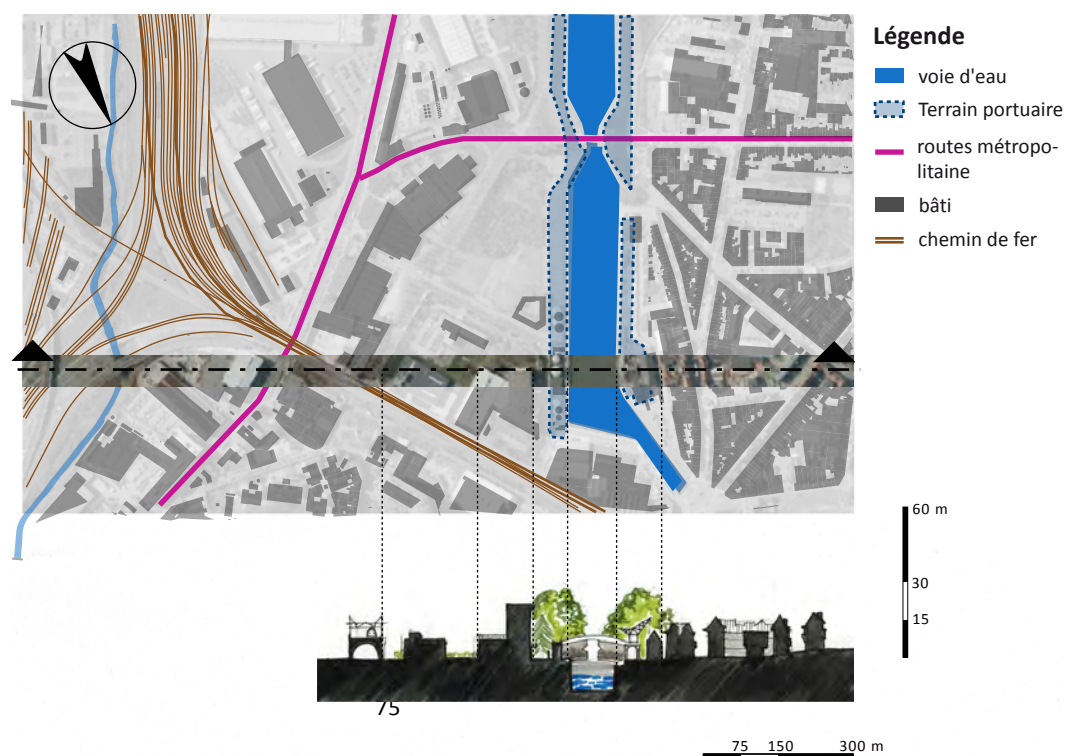 Légende
voie d'eau
Terrain portuaire
routes métropo-
litaine
bâti
chemin de fer
60 m
30
15
75
75 150 300 m